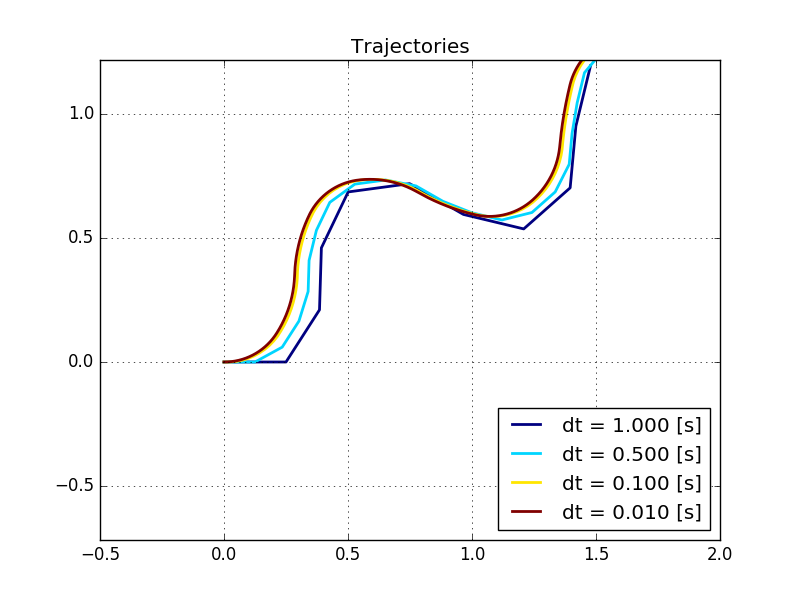 Trajectories
1.0
0.5
0.0
−0.5
−0.5
0.0
0.5
1.0
1.5
2.0
dt = 1.000 [s]
dt = 0.500 [s]
dt = 0.100 [s]
dt = 0.010 [s]